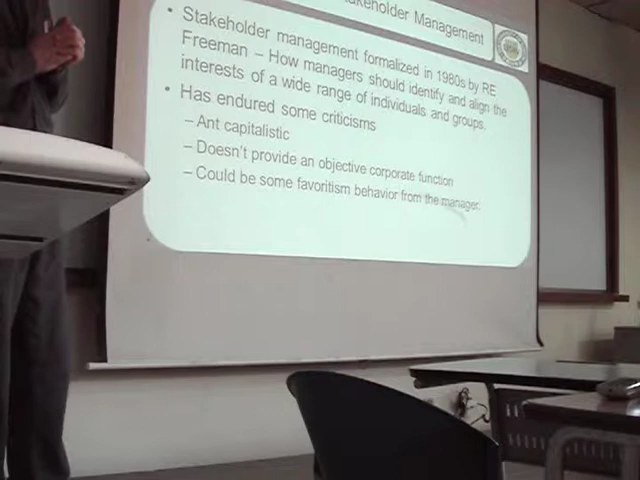 Stakeholder Management
• Stakeholder management formalized in 1980s by RE
Freeman – How managers should identify and align the
interests of a wide range of individuals and groups.
• Has endured some criticisms
– Ant capitalistic
– Doesn't provide an objective corporate function
– Could be some favoritism behavior from the manager.